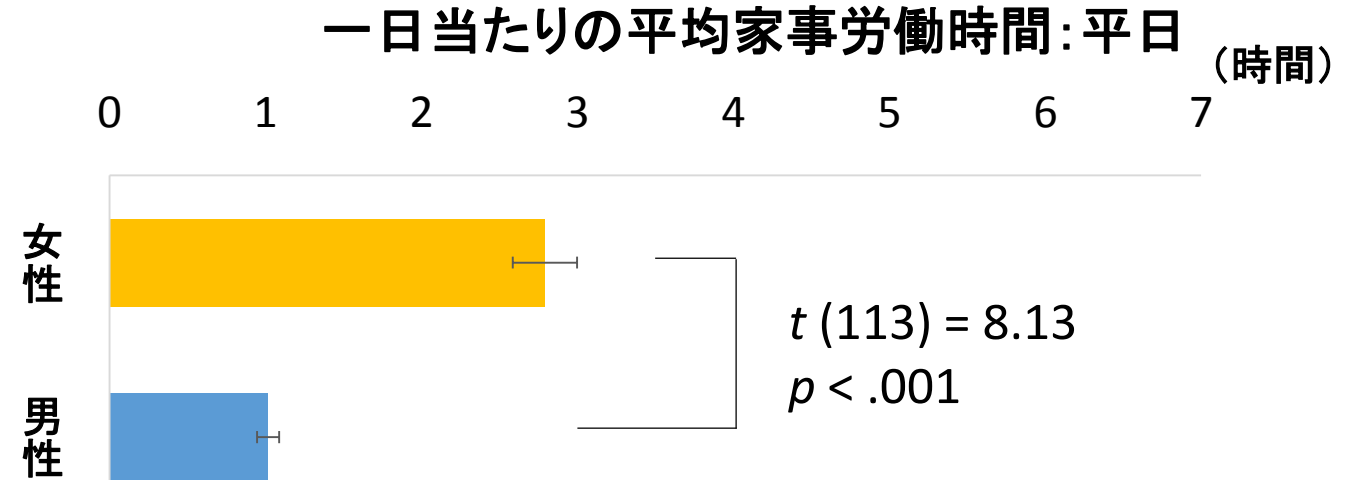 一日当たりの平均家事労働時間:平日
（時間）
0 1 2 3 4 5 6 7
女性
男性
t (113) = 8.13
p < .001